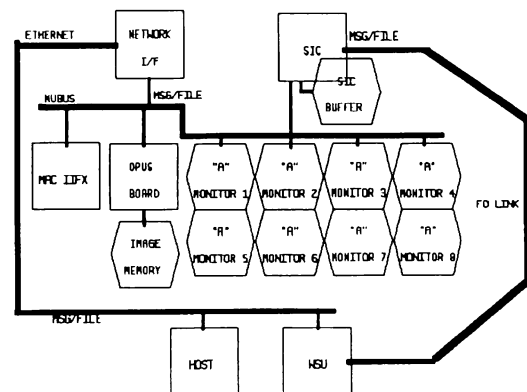 ETHERNET
NETWORK
I/F
SIC
MSG/FILE
SIC
BUFFER
NUBUS
MSG/FILE
MAC IIFX
OPUS
BOARD
IMAGE
MEMORY
"A"
MONITOR 1
"A"
MONITOR 2
"A"
MONITOR 3
"A"
MONITOR 4
"A"
MONITOR 5
"A"
MONITOR 6
"A"
MONITOR 7
"A"
MONITOR 8
FO LINK
MSG/FILE
HOST
WSU